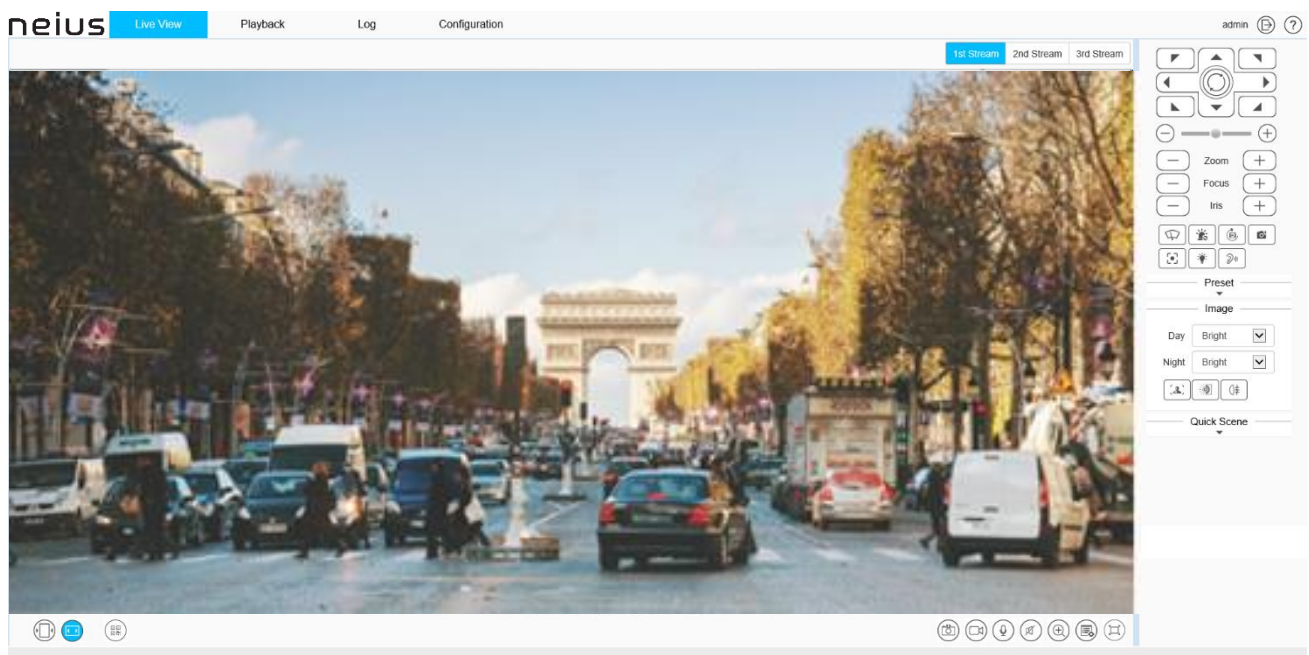 neius
Live View
Playback
Log
Configuration
admin
1st Stream
2nd Stream
3rd Stream
Zoom
Focus
Iris
Preset
Image
Day
Bright
Night
Bright
Quick Scene